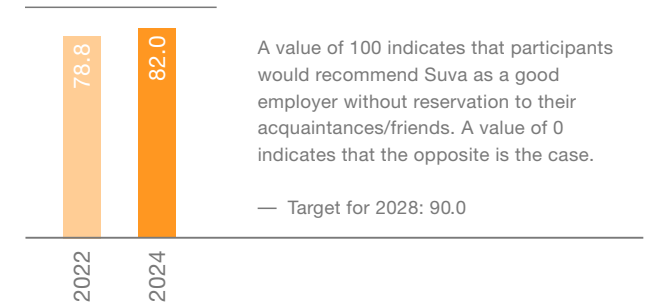 78.8
82.0
A value of 100 indicates that participants
would recommend Suva as a good
employer without reservation to their
acquaintances/friends. A value of 0
indicates that the opposite is the case.
— Target for 2028: 90.0
2022
2024